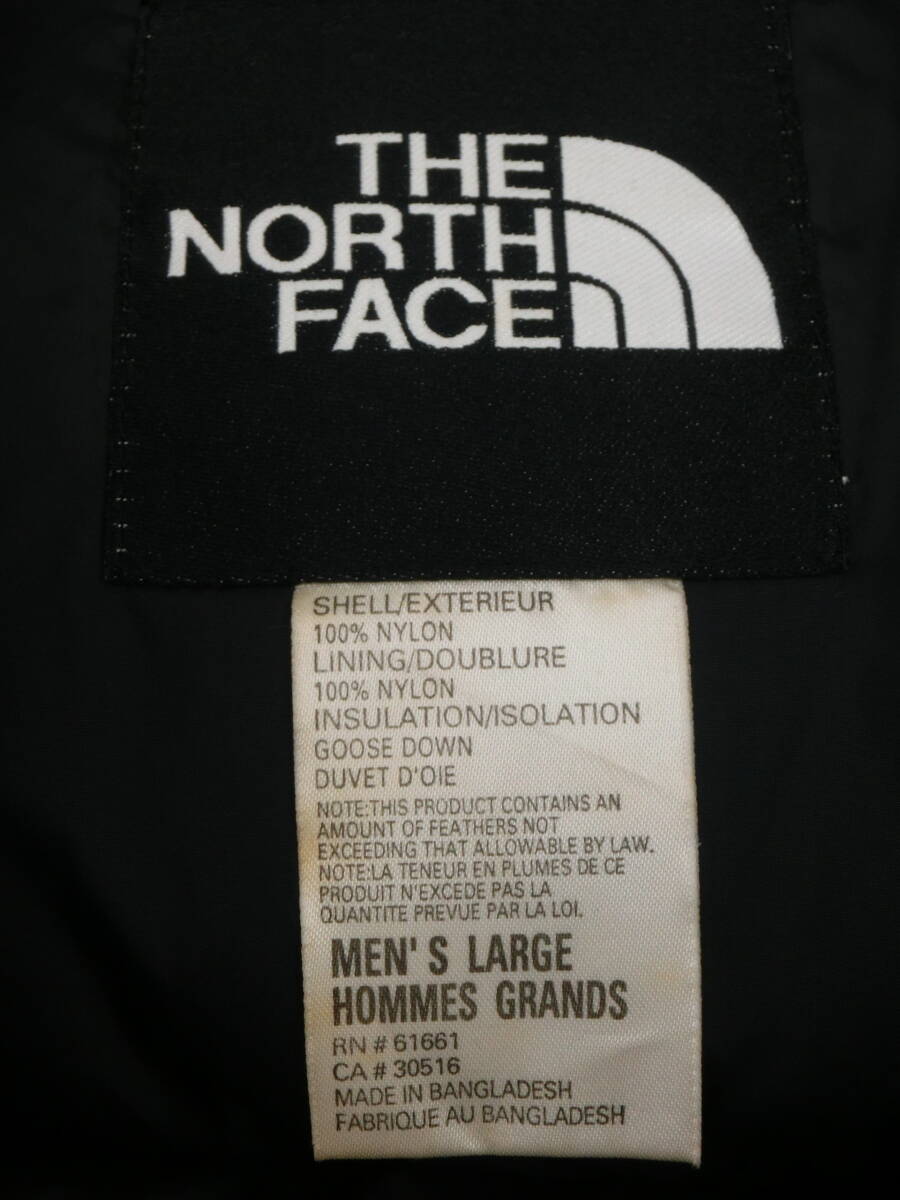 THE
NORTH
FACE
SHELL/EXTERIEUR
100% NYLON
LINING/DOUBLURE
100% NYLON
INSULATION/ISOLATION
GOOSE DOWN
DUVET D'OIE
NOTE:THIS PRODUCT CONTAINS AN
AMOUNT OF FEATHERS NOT
EXCEEDING THAT ALLOWABLE BY LAW.
NOTE:LA TENEUR EN PLUMES DE CE
PRODUIT N'EXCEDE PAS LA
QUANTITE PREVUE PAR LA LOI.
MEN'S LARGE
HOMMES GRANDS
RN # 61661
CA # 30516
MADE IN BANGLADESH
FABRIQUE AU BANGLADESH